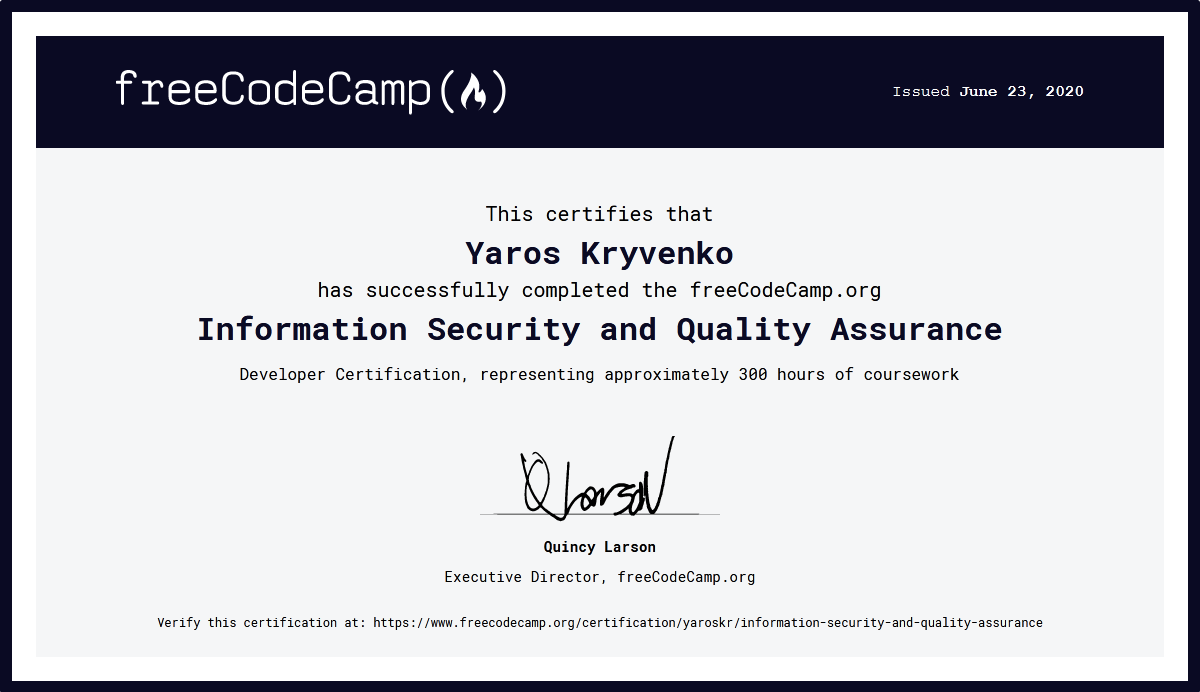 freeCodeCamp
Issued June 23, 2020
This certifies that
Yaros Kryvenko
has successfully completed the freeCodeCamp.org
Information Security and Quality Assurance
Developer Certification, representing approximately 300 hours of coursework
Q Larson
Quincy Larson
Executive Director, freeCodeCamp.org
Verify this certification at: https://www.freecodecamp.org/certification/yaroskr/information-security-and-quality-assurance